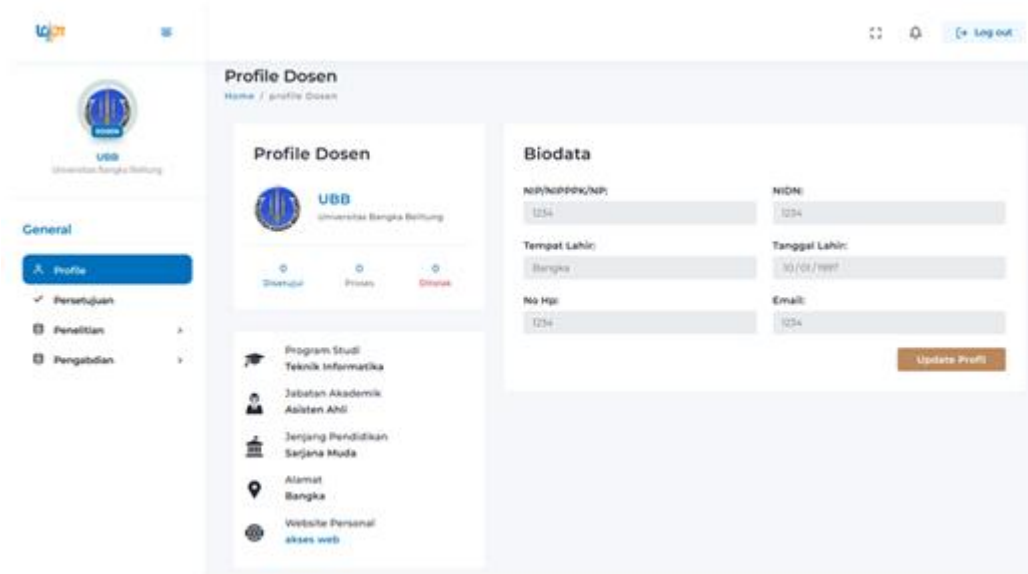 Log out
DOSEN
UBB
Universitas Bangka Belitung
General
Profile
Persetujuan
Penelitian
Pengabdian
Profile Dosen
Home / profile Dosen
Profile Dosen
UBB
Universitas Bangka Belitung
0 0 0
Disetujui Proses Ditolak
Program Studi
Teknik Informatika
Jabatan Akademik
Asisten Ahli
Jenjang Pendidikan
Sarjana Muda
Alamat
Bangka
Website Personal
akses web
Biodata
NIP/NIPPPK/NP: NIDN:
1234 1234
Tempat Lahir: Tanggal Lahir:
Bangka 10/01/1997
No Hp: Email:
1234 1234
Update Profil